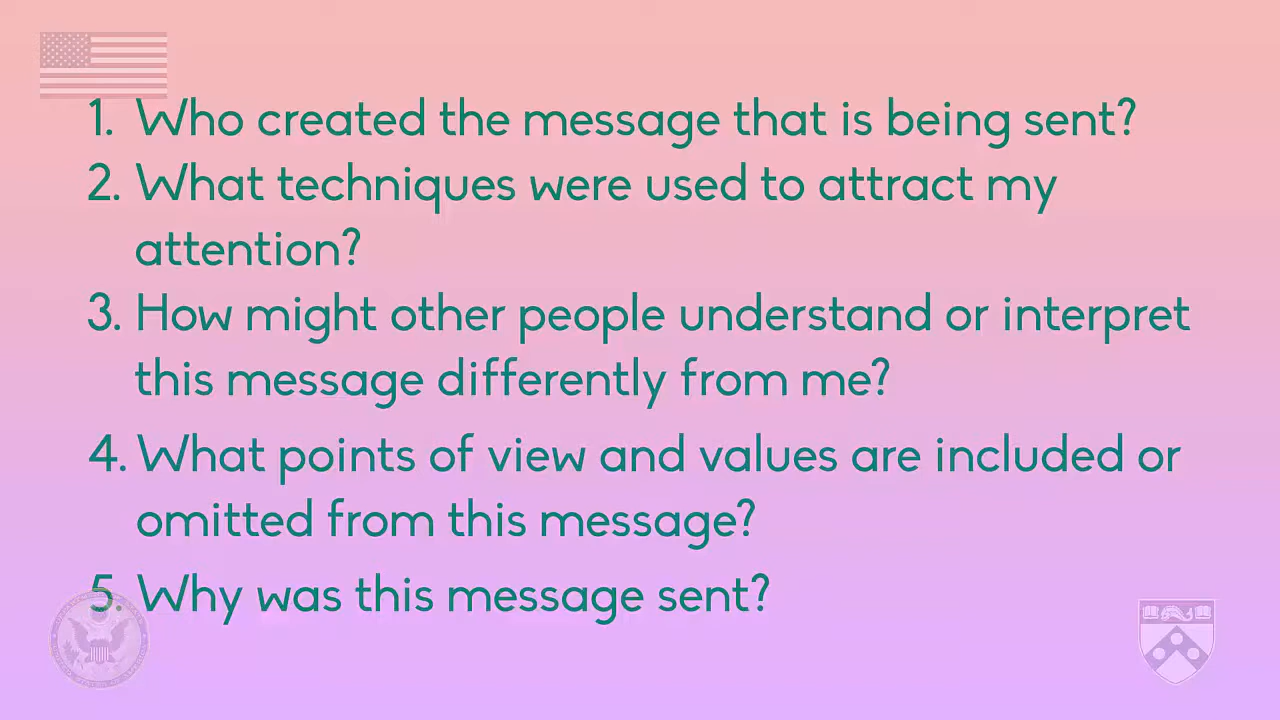 1. Who created the message that is being sent?
2. What techniques were used to attract my
attention?
3. How might other people understand or interpret
this message differently from me?
4. What points of view and values are included or
omitted from this message?
5. Why was this message sent?